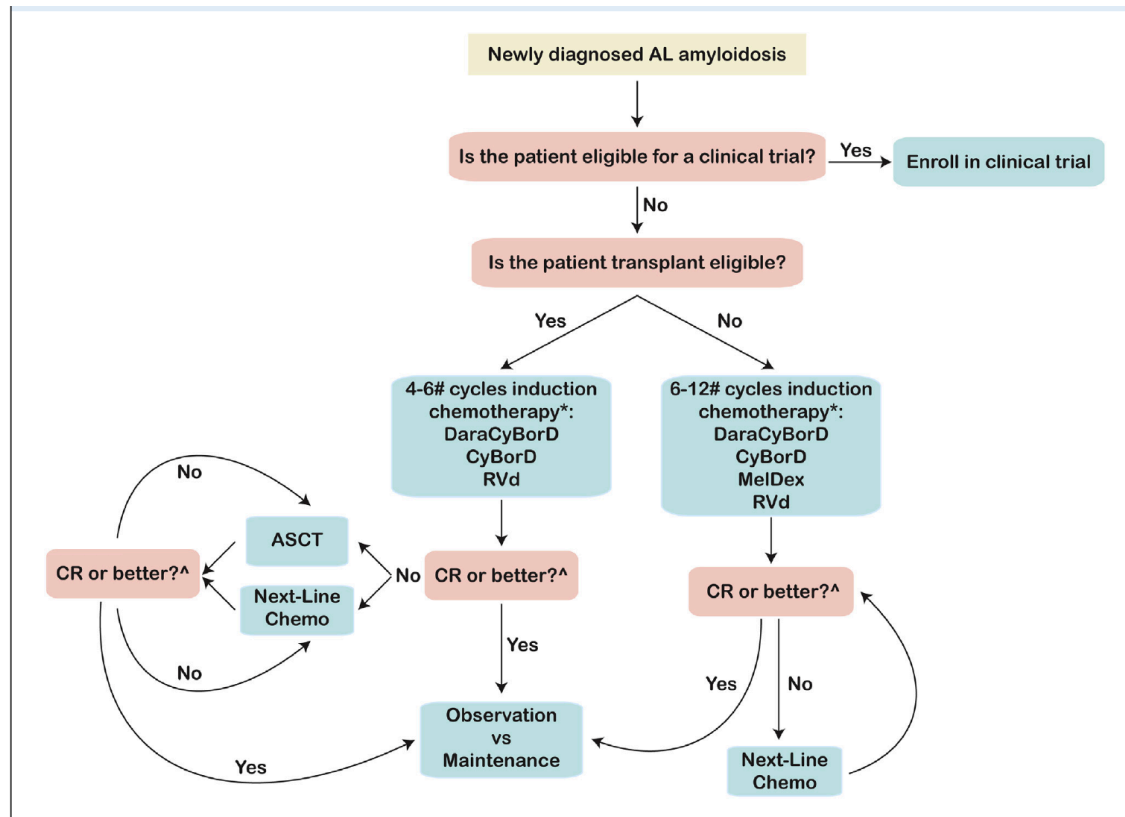 Newly diagnosed AL amyloidosis
Is the patient eligible for a clinical trial?
Yes
Enroll in clinical trial
No
Is the patient transplant eligible?
Yes
No
4-6# cycles induction
chemotherapy*:
DaraCyBorD
CyBorD
RVd
6-12# cycles induction
chemotherapy*:
DaraCyBorD
CyBorD
MelDex
RVd
No
ASCT
CR or better?^
Next-Line
Chemo
No
CR or better?^
CR or better?^
No
Yes
Yes
No
Yes
Observation
vs
Maintenance
Next-Line
Chemo